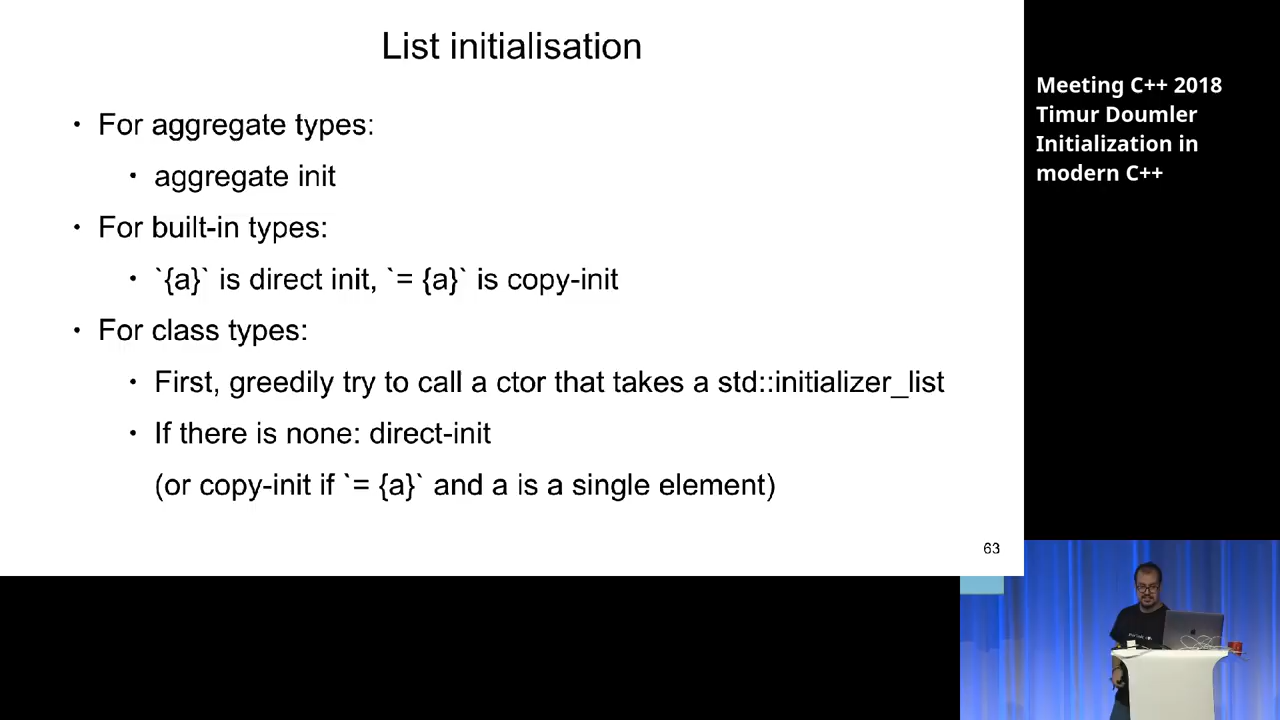 List initialisation
• For aggregate types:
• aggregate init
• For built-in types:
• `{a}` is direct init, `= {a}` is copy-init
• For class types:
• First, greedily try to call a ctor that takes a std::initializer_list
• If there is none: direct-init
(or copy-init if `= {a}` and a is a single element)
63
Meeting C++ 2018
Timur Doumler
Initialization in
modern C++